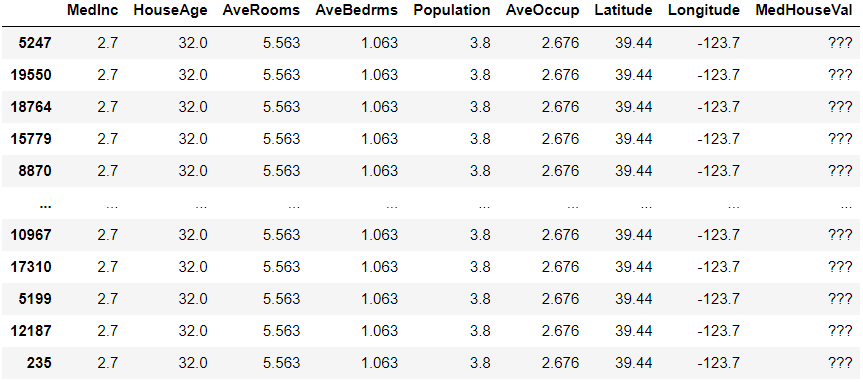 MedInc HouseAge AveRooms AveBedrms Population AveOccup Latitude Longitude MedHouseVal
5247 2.7 32.0 5.563 1.063 3.8 2.676 39.44 -123.7 ???
19550 2.7 32.0 5.563 1.063 3.8 2.676 39.44 -123.7 ???
18764 2.7 32.0 5.563 1.063 3.8 2.676 39.44 -123.7 ???
15779 2.7 32.0 5.563 1.063 3.8 2.676 39.44 -123.7 ???
8870 2.7 32.0 5.563 1.063 3.8 2.676 39.44 -123.7 ???
... ... ... ... ... ... ... ... ... ...
10967 2.7 32.0 5.563 1.063 3.8 2.676 39.44 -123.7 ???
17310 2.7 32.0 5.563 1.063 3.8 2.676 39.44 -123.7 ???
5199 2.7 32.0 5.563 1.063 3.8 2.676 39.44 -123.7 ???
12187 2.7 32.0 5.563 1.063 3.8 2.676 39.44 -123.7 ???
235 2.7 32.0 5.563 1.063 3.8 2.676 39.44 -123.7 ???